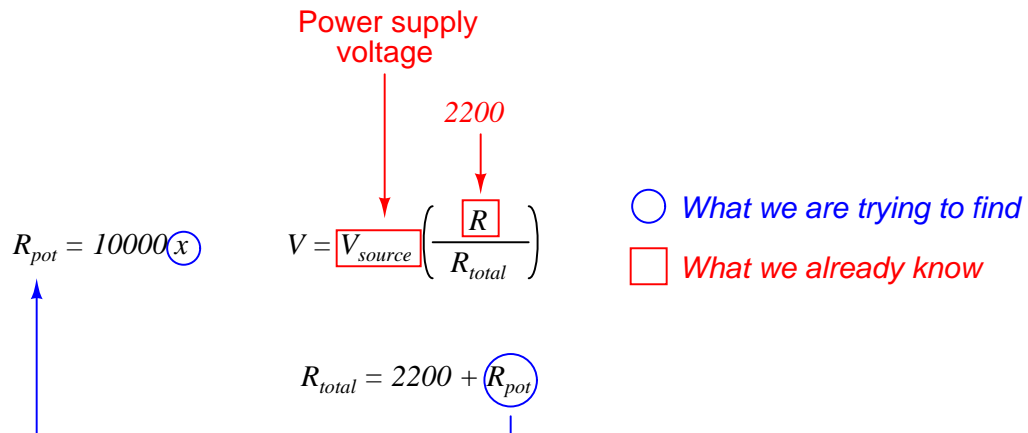 Power supply
voltage
2200
R_pot = 10000 x
V = V_source ( R / R_total )
What we are trying to find
What we already know
R_total = 2200 + R_pot